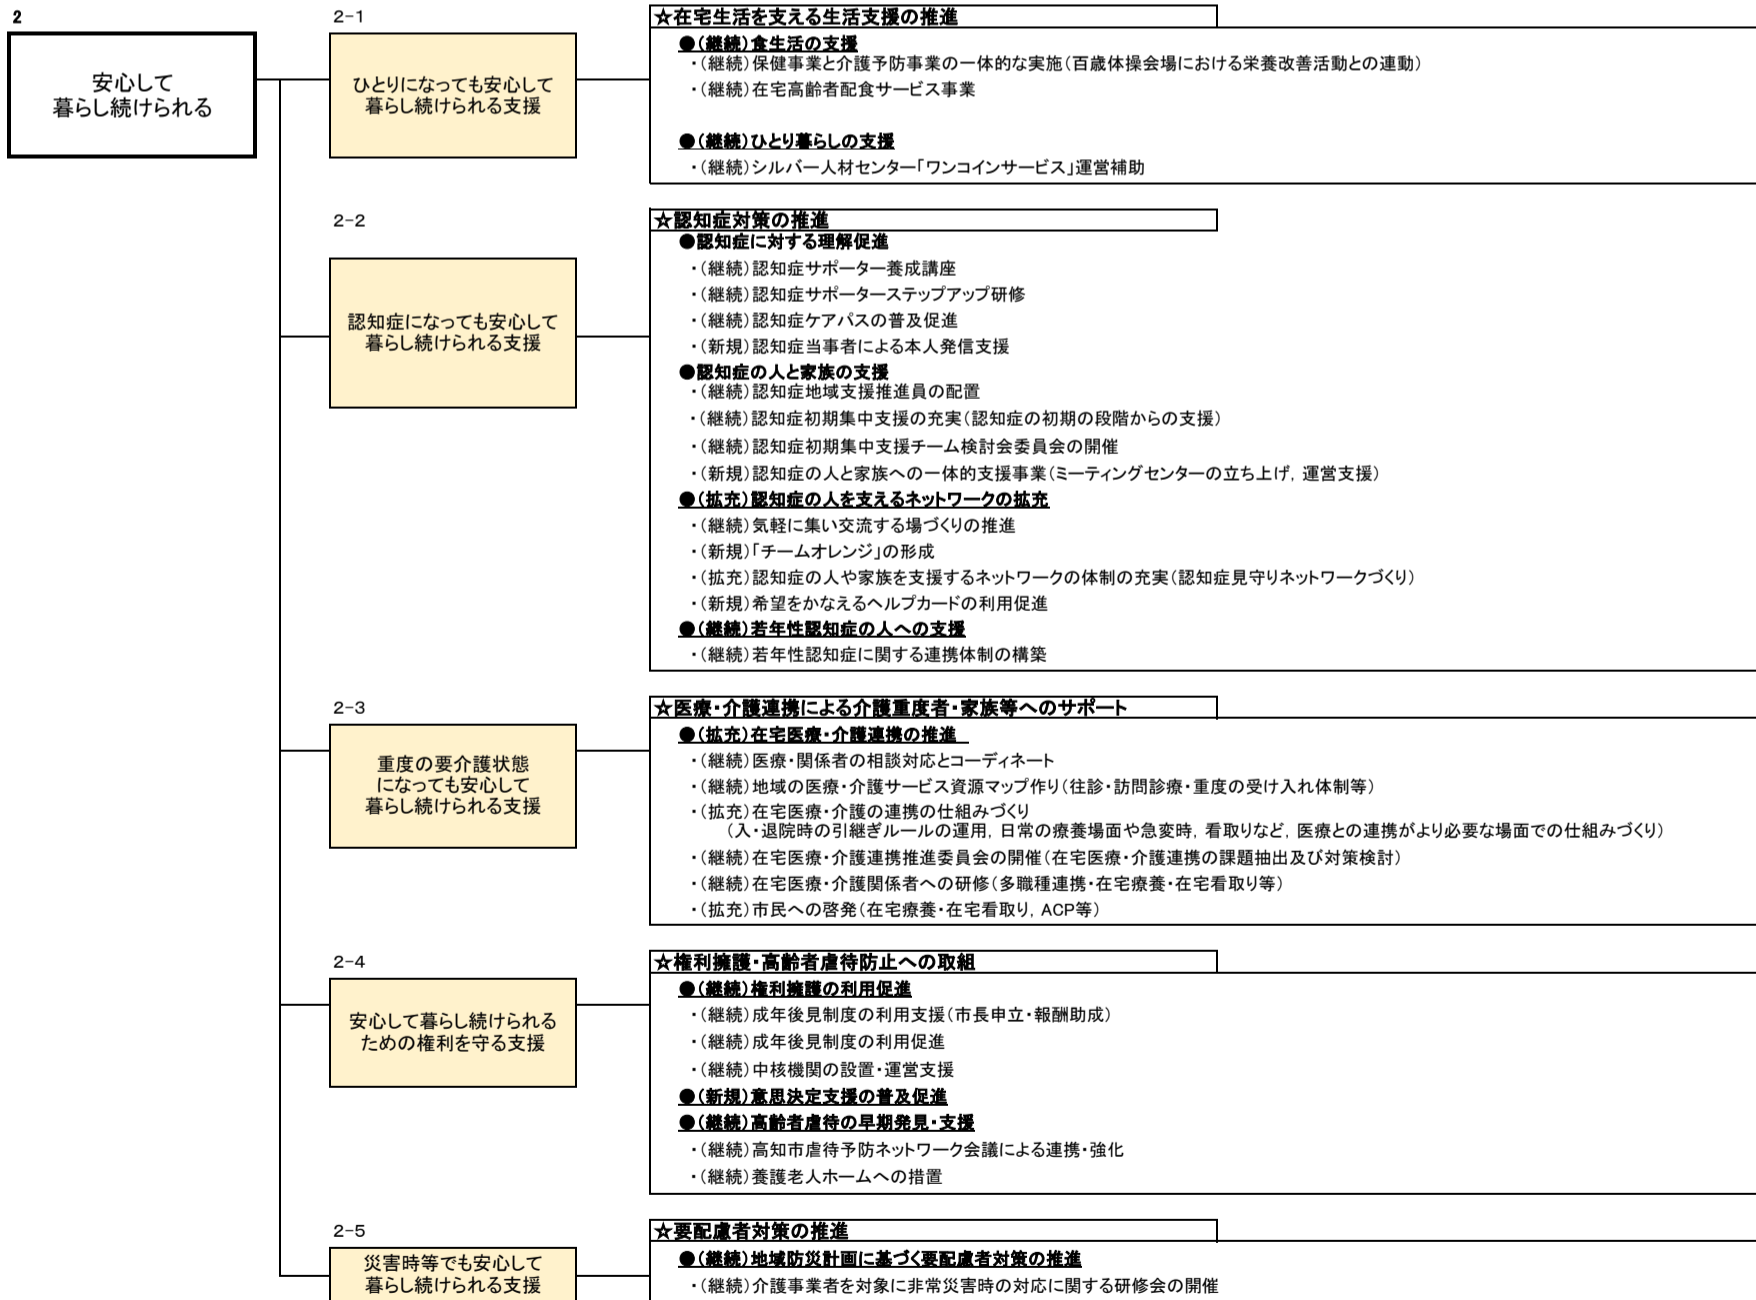 2
安心して
暮らし続けられる
2-1
ひとりになっても安心して
暮らし続けられる支援
☆在宅生活を支える生活支援の推進
●(継続)食生活の支援
・(継続)保健事業と介護予防事業の一体的な実施(百歳体操会場における栄養改善活動との連動)
・(継続)在宅高齢者配食サービス事業
●(継続)ひとり暮らしの支援
・(継続)シルバー人材センター「ワンコインサービス」運営補助
2-2
認知症になっても安心して
暮らし続けられる支援
☆認知症対策の推進
●認知症に対する理解促進
・(継続)認知症サポーター養成講座
・(継続)認知症サポーターステップアップ研修
・(継続)認知症ケアパスの普及促進
・(新規)認知症当事者による本人発信支援
●認知症の人と家族の支援
・(継続)認知症地域支援推進員の配置
・(継続)認知症初期集中支援の充実(認知症の初期の段階からの支援)
・(継続)認知症初期集中支援チーム検討会委員会の開催
・(新規)認知症の人と家族への一体的支援事業(ミーティングセンターの立ち上げ, 運営支援)
●(拡充)認知症の人を支えるネットワークの拡充
・(継続)気軽に集い交流する場づくりの推進
・(新規)「チームオレンジ」の形成
・(拡充)認知症の人や家族を支援するネットワークの体制の充実(認知症見守りネットワークづくり)
・(新規)希望をかなえるヘルプカードの利用促進
●(継続)若年性認知症の人への支援
・(継続)若年性認知症に関する連携体制の構築
2-3
重度の要介護状態
になっても安心して
暮らし続けられる支援
☆医療・介護連携による介護重度者・家族等へのサポート
●(拡充)在宅医療・介護連携の推進
・(継続)医療・関係者の相談対応とコーディネート
・(継続)地域の医療・介護サービス資源マップ作り(往診・訪問診療・重度の受け入れ体制等)
・(拡充)在宅医療・介護の連携の仕組みづくり
(入・退院時の引継ぎルールの運用, 日常の療養場面や急変時, 看取りなど, 医療との連携がより必要な場面での仕組みづくり)
・(継続)在宅医療・介護連携推進委員会の開催(在宅医療・介護連携の課題抽出及び対策検討)
・(継続)在宅医療・介護関係者への研修(多職種連携・在宅療養・在宅看取り等)
・(拡充)市民への啓発(在宅療養・在宅看取り, ACP等)
2-4
安心して暮らし続けられる
ための権利を守る支援
☆権利擁護・高齢者虐待防止への取組
●(継続)権利擁護の利用促進
・(継続)成年後見制度の利用支援(市長申立・報酬助成)
・(継続)成年後見制度の利用促進
・(継続)中核機関の設置・運営支援
●(新規)意思決定支援の普及促進
●(継続)高齢者虐待の早期発見・支援
・(継続)高知市虐待予防ネットワーク会議による連携・強化
・(継続)養護老人ホームへの措置
2-5
災害時等でも安心して
暮らし続けられる支援
☆要配慮者対策の推進
●(継続)地域防災計画に基づく要配慮者対策の推進
・(継続)介護事業者を対象に非常災害時の対応に関する研修会の開催